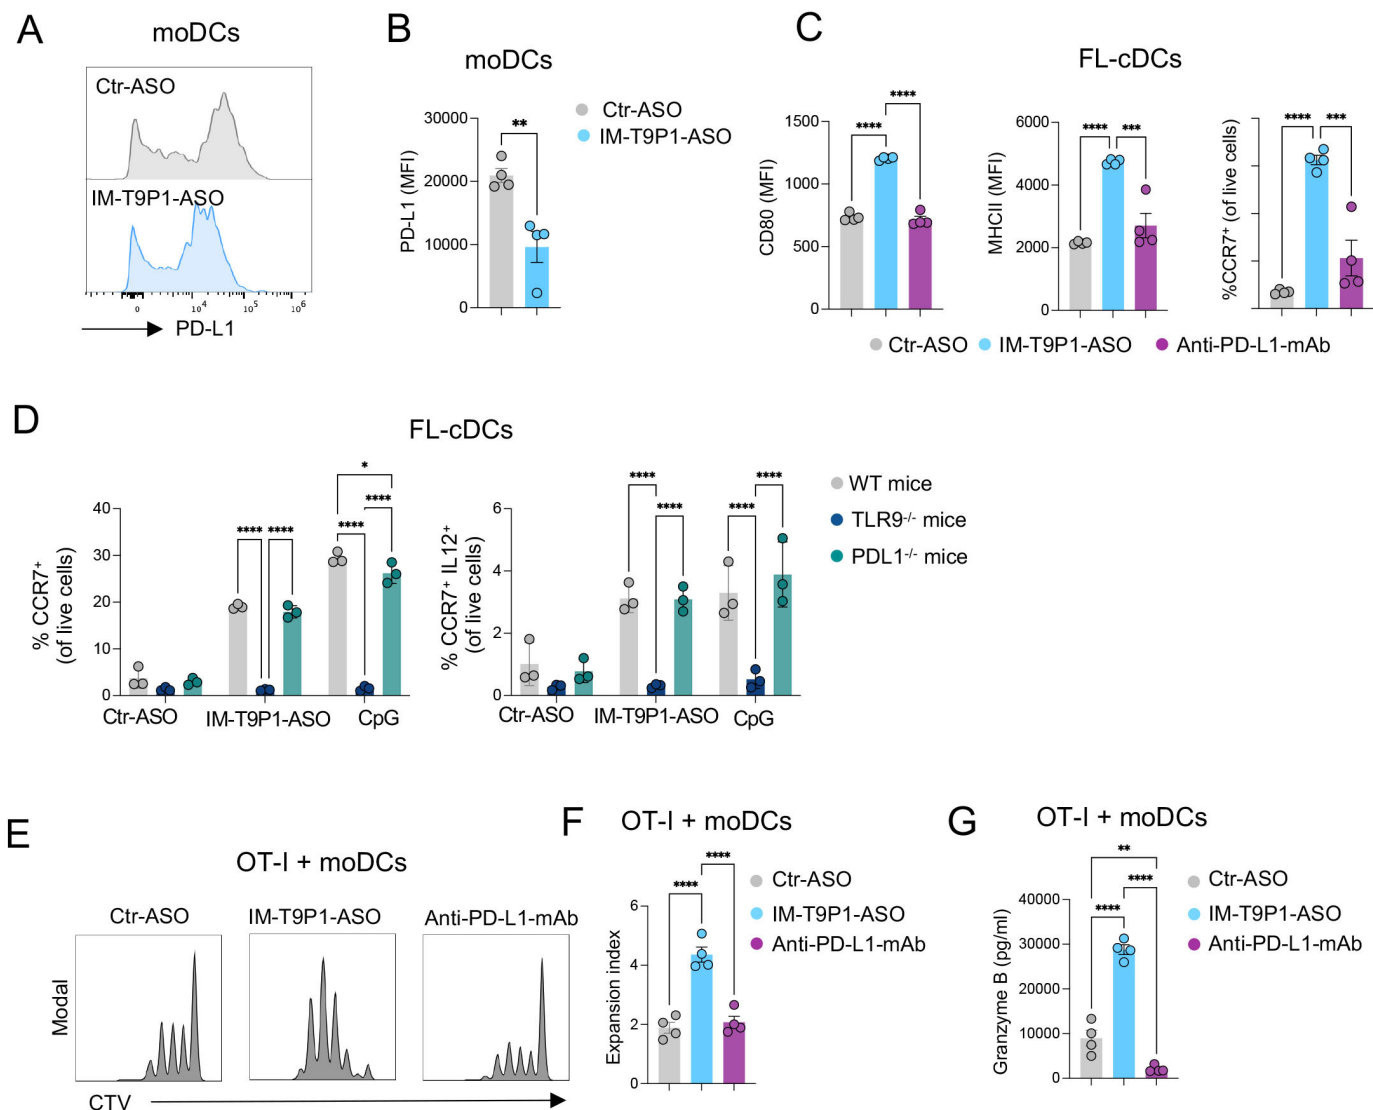 A
moDCs
Ctr-ASO
IM-T9P1-ASO
0 10⁴ 10⁵ 10⁶
PD-L1
B
moDCs
PD-L1 (MFI)
30000
20000
10000
0
**
Ctr-ASO
IM-T9P1-ASO
C
FL-cDCs
CD80 (MFI)
1500
1000
500
0
**** ****
MHCII (MFI)
6000
4000
2000
0
**** ***
%CCR7⁺ (of live cells)
**** ***
Ctr-ASO IM-T9P1-ASO Anti-PD-L1-mAb
D
FL-cDCs
% CCR7⁺
(of live cells)
40
30
20
10
0
**** ****
*
****
****
Ctr-ASO IM-T9P1-ASO CpG
% CCR7⁺ IL12⁺
(of live cells)
6
4
2
0
****
****
****
****
Ctr-ASO IM-T9P1-ASO CpG
WT mice
TLR9⁻/⁻ mice
PDL1⁻/⁻ mice
E
OT-I + moDCs
Ctr-ASO IM-T9P1-ASO Anti-PD-L1-mAb
Modal
CTV
F
OT-I + moDCs
Expansion index
6
4
2
0
****
****
Ctr-ASO
IM-T9P1-ASO
Anti-PD-L1-mAb
G
OT-I + moDCs
Granzyme B (pg/ml)
40000
30000
20000
10000
0
**
****
****
Ctr-ASO
IM-T9P1-ASO
Anti-PD-L1-mAb